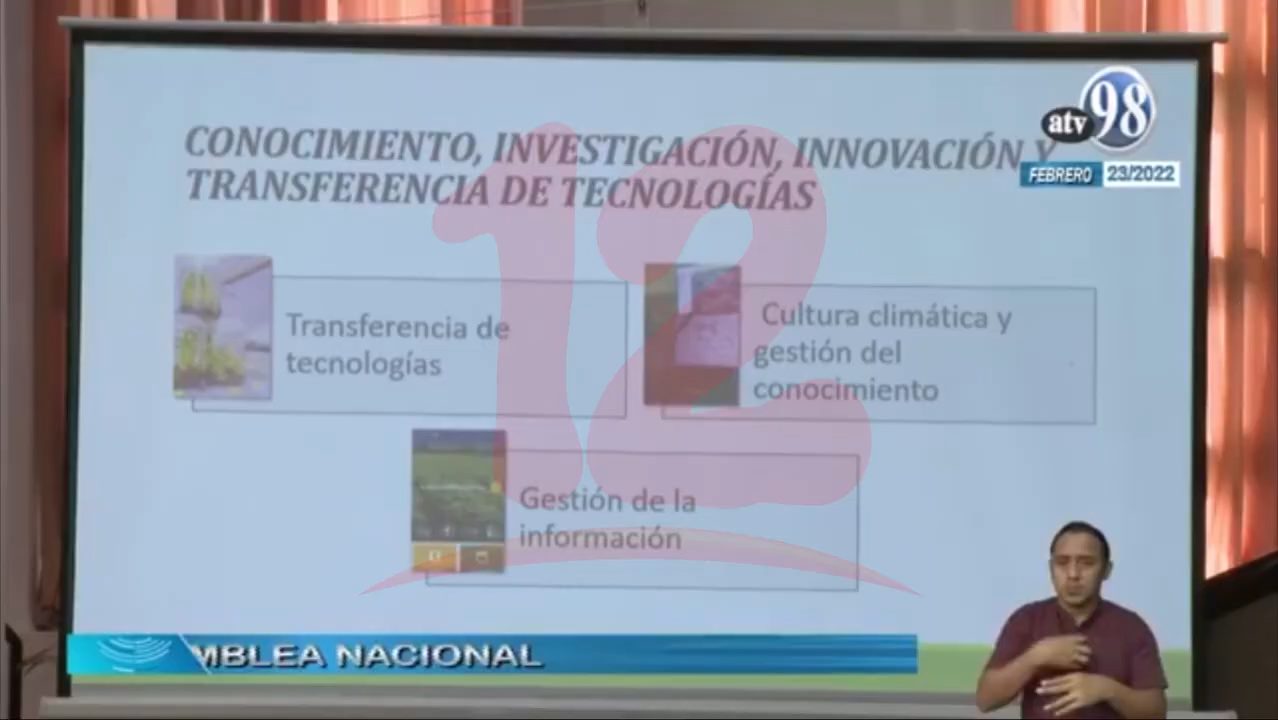 CONOCIMIENTO, INVESTIGACIÓN, INNOVACIÓN Y
TRANSFERENCIA DE TECNOLOGÍAS
atv 98
FEBRERO 23/2022
Transferencia de
tecnologías
Cultura climática y
gestión del
conocimiento
Gestión de la
información
12
MBLEA NACIONAL